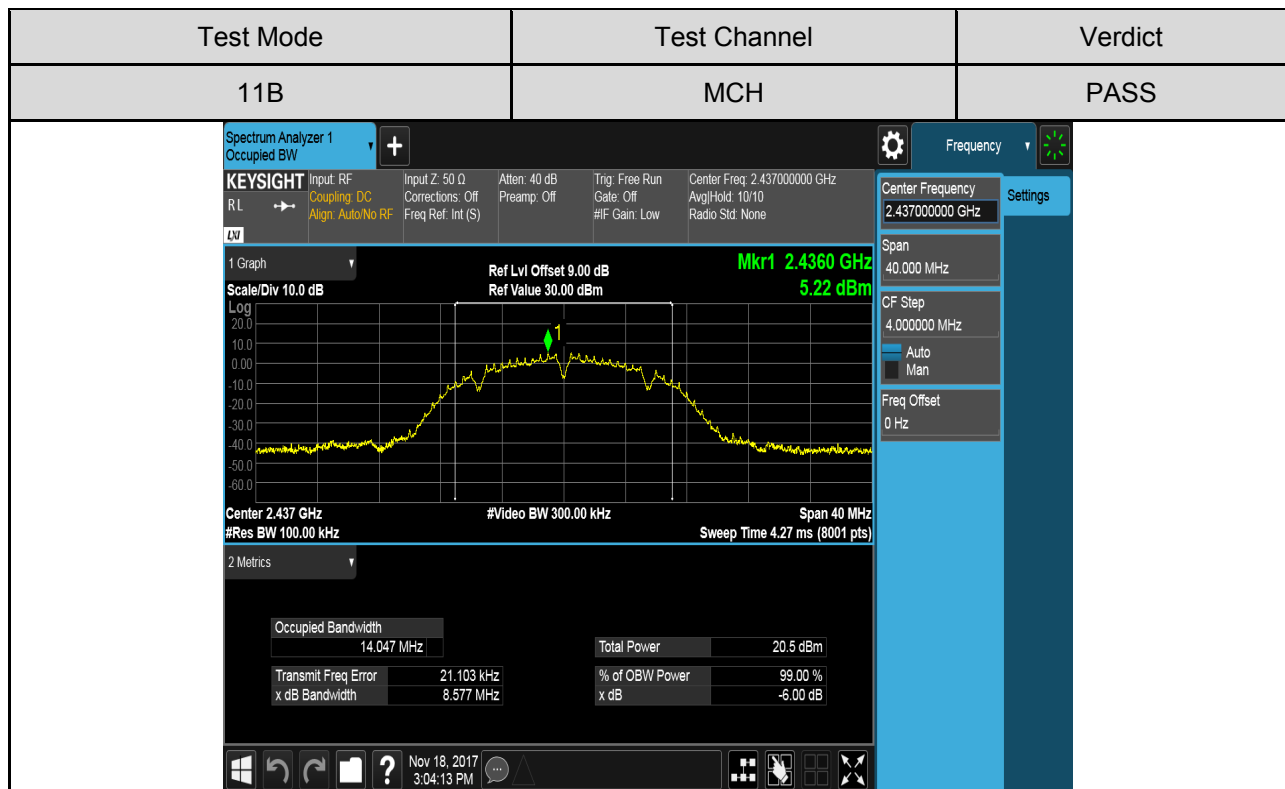 Test Mode Test Channel Verdict
11B MCH PASS
Spectrum Analyzer 1
Occupied BW
+
Frequency
KEYSIGHT Input: RF Input Z: 50 Ω Atten: 40 dB Trig: Free Run Center Freq: 2.437000000 GHz
RL Coupling: DC Corrections: Off Preamp: Off Gate: Off Avg|Hold: 10/10
Align: Auto/No RF Freq Ref: Int (S) #IF Gain: Low Radio Std: None
LXI
Center Frequency
2.437000000 GHz
Settings
Span
40.000 MHz
CF Step
4.000000 MHz
Auto
Man
Freq Offset
0 Hz
1 Graph
Scale/Div 10.0 dB
Ref Lvl Offset 9.00 dB
Ref Value 30.00 dBm
Mkr1 2.4360 GHz
5.22 dBm
Log
20.0
10.0
0.00
-10.0
-20.0
-30.0
-40.0
-50.0
-60.0
1
Center 2.437 GHz #Video BW 300.00 kHz Span 40 MHz
#Res BW 100.00 kHz Sweep Time 4.27 ms (8001 pts)
2 Metrics
Occupied Bandwidth
14.047 MHz
Total Power 20.5 dBm
Transmit Freq Error 21.103 kHz % of OBW Power 99.00 %
x dB Bandwidth 8.577 MHz x dB -6.00 dB
? Nov 18, 2017
3:04:13 PM